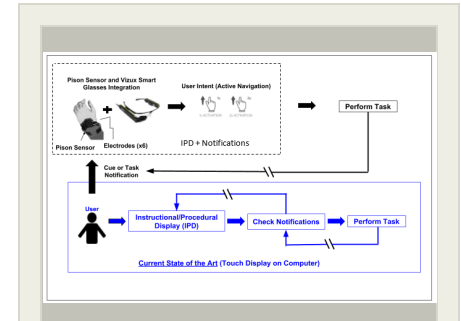 Pison Sensor and Vizux Smart
Glasses Integration
User Intent (Active Navigation)
Perform Task
Pison Sensor
Electrodes (x6)
IPD + Notifications
Cue or Task
Notification
User
Instructional/Procedural
Display (IPD)
Check Notifications
Perform Task
Current State of the Art (Touch Display on Computer)